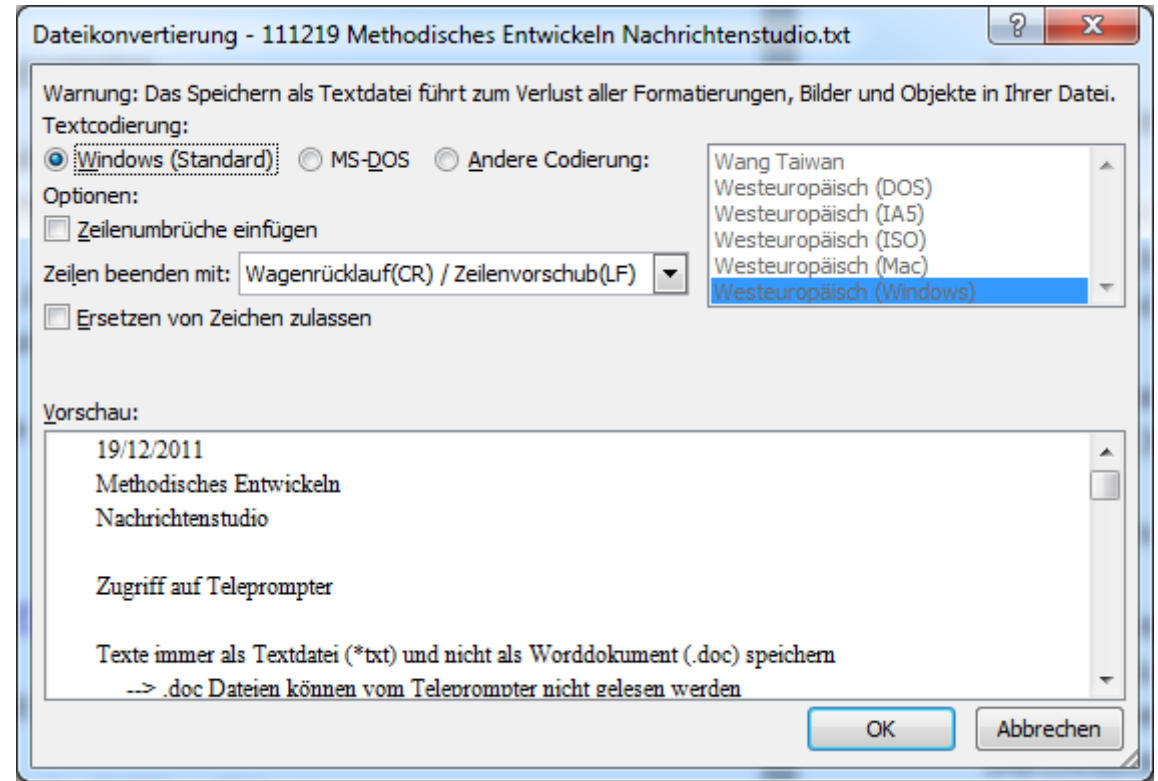 Dateikonvertierung - 111219 Methodisches Entwickeln Nachrichtenstudio.txt
Warnung: Das Speichern als Textdatei führt zum Verlust aller Formatierungen, Bilder und Objekte in Ihrer Datei.
Textcodierung:
Windows (Standard) MS-DOS Andere Codierung:
Wang Taiwan
Westeuropäisch (DOS)
Westeuropäisch (IA5)
Westeuropäisch (ISO)
Westeuropäisch (Mac)
Westeuropäisch (Windows)
Optionen:
Zeilenumbrüche einfügen
Zeilen beenden mit: Wagenrücklauf(CR) / Zeilenvorschub(LF)
Ersetzen von Zeichen zulassen
Vorschau:
19/12/2011
Methodisches Entwickeln
Nachrichtenstudio
Zugriff auf Teleprompter
Texte immer als Textdatei (*txt) und nicht als Worddokument (.doc) speichern
--> .doc Dateien können vom Teleprompter nicht gelesen werden
OK Abbrechen